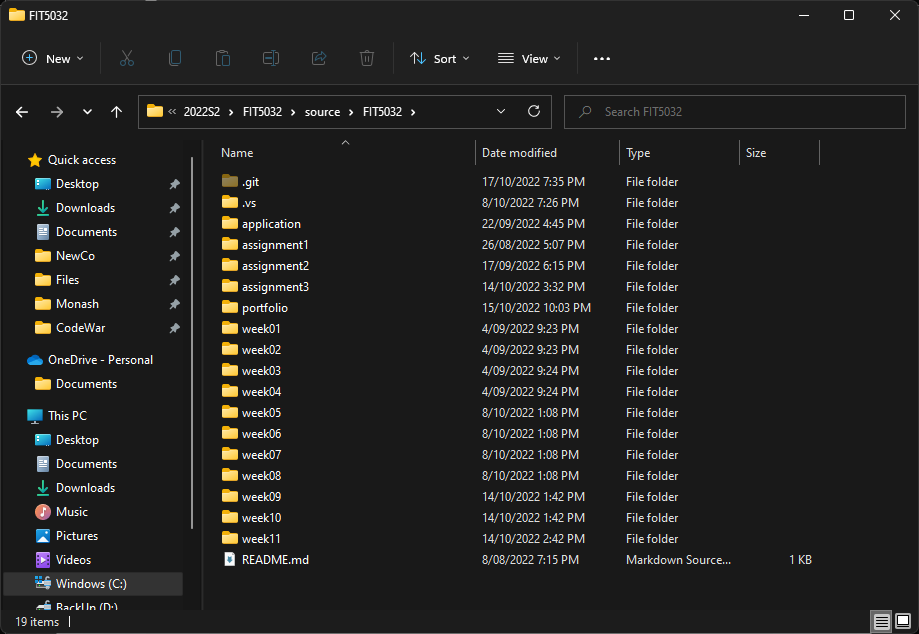 FIT5032
New Sort View
« 2022S2 › FIT5032 › source › FIT5032 › Search FIT5032
Quick access
Desktop
Downloads
Documents
NewCo
Files
Monash
CodeWar
OneDrive - Personal
Documents
This PC
Desktop
Documents
Downloads
Music
Pictures
Videos
Windows (C:)
BackUp (D:)
Name Date modified Type Size
.git 17/10/2022 7:35 PM File folder
.vs 8/10/2022 7:26 PM File folder
application 22/09/2022 4:45 PM File folder
assignment1 26/08/2022 5:07 PM File folder
assignment2 17/09/2022 6:15 PM File folder
assignment3 14/10/2022 3:32 PM File folder
portfolio 15/10/2022 10:03 PM File folder
week01 4/09/2022 9:23 PM File folder
week02 4/09/2022 9:23 PM File folder
week03 4/09/2022 9:24 PM File folder
week04 4/09/2022 9:24 PM File folder
week05 8/10/2022 1:08 PM File folder
week06 8/10/2022 1:08 PM File folder
week07 8/10/2022 1:08 PM File folder
week08 8/10/2022 1:08 PM File folder
week09 14/10/2022 1:42 PM File folder
week10 14/10/2022 1:42 PM File folder
week11 14/10/2022 2:42 PM File folder
README.md 8/08/2022 7:15 PM Markdown Source... 1 KB
19 items